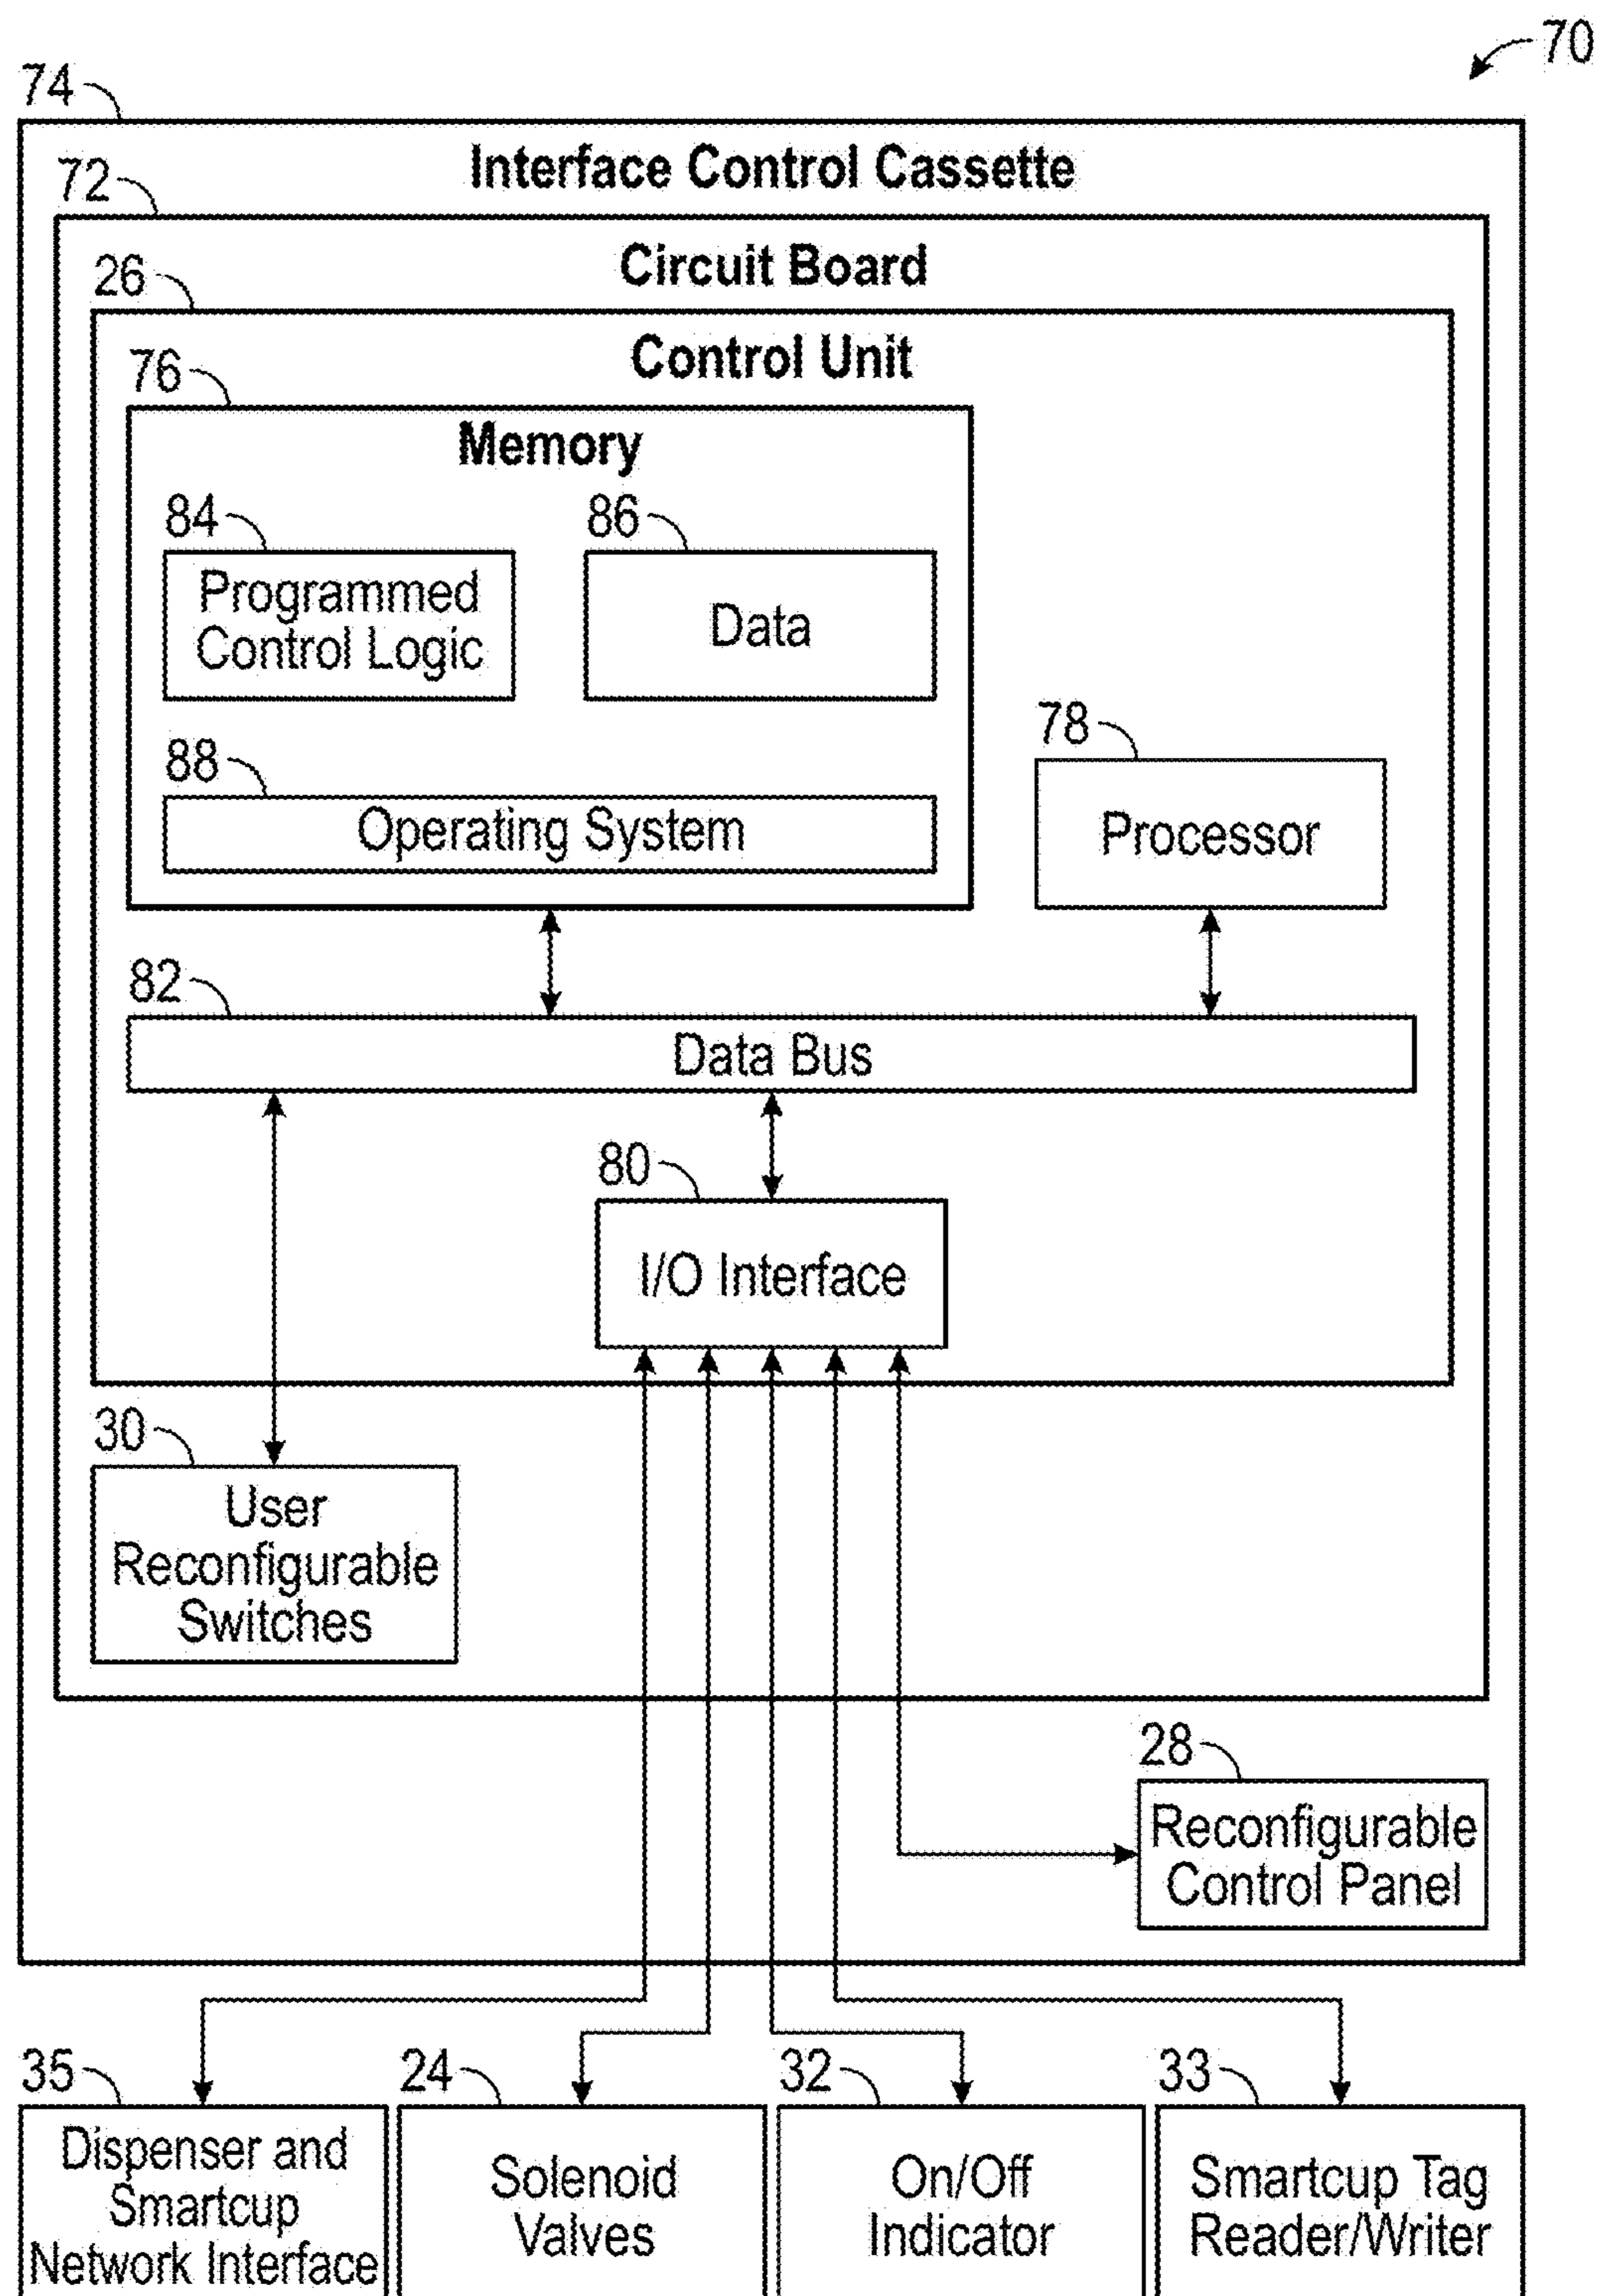 70
74
Interface Control Cassette
72
Circuit Board
26
Control Unit
76
Memory
84
86
Programmed
Control Logic
Data
78
88
Operating System
Processor
82
Data Bus
80
I/O Interface
30
User
Reconfigurable
Switches
28
Reconfigurable
Control Panel
35
24
32
33
Dispenser and
Smartcup
Network Interface
Solenoid
Valves
On/Off
Indicator
Smartcup Tag
Reader/Writer